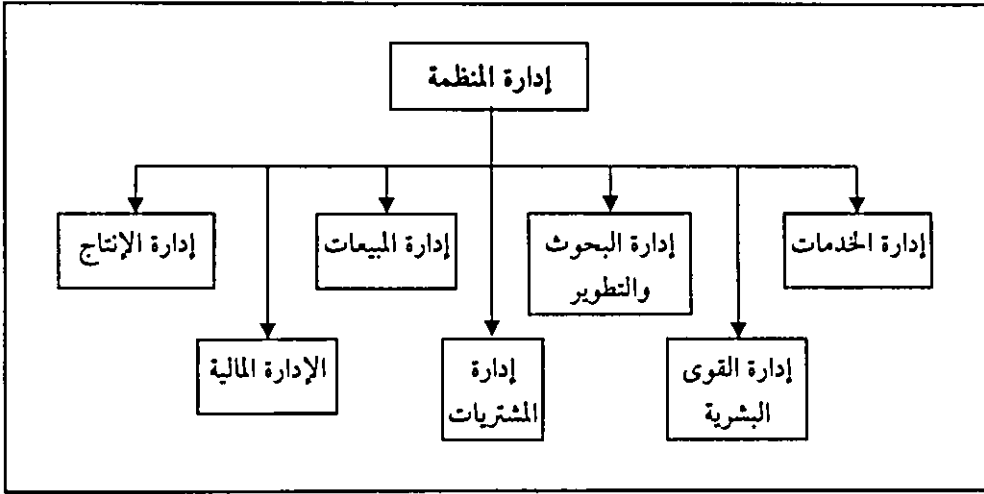 إدارة المنظمة
إدارة الخدمات
إدارة البحوث
والتطوير
إدارة المبيعات
إدارة الإنتاج
إدارة القوى
البشرية
إدارة
المشتريات
الإدارة المالية